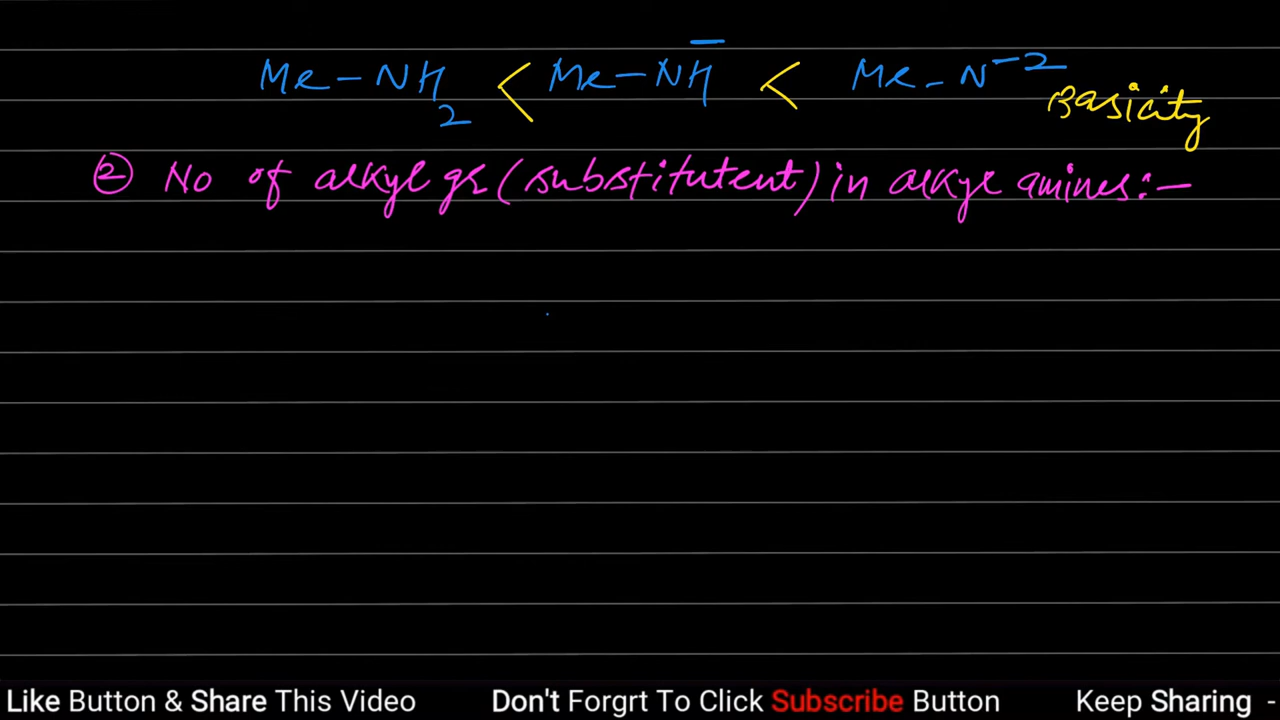 Me - NH2 < Me - NH⁻ < Me - N⁻² Basicity
② No of alkyl gr (substitutent) in alkyl amines:-
Like Button & Share This Video Don't Forgrt To Click Subscribe Button Keep Sharing -